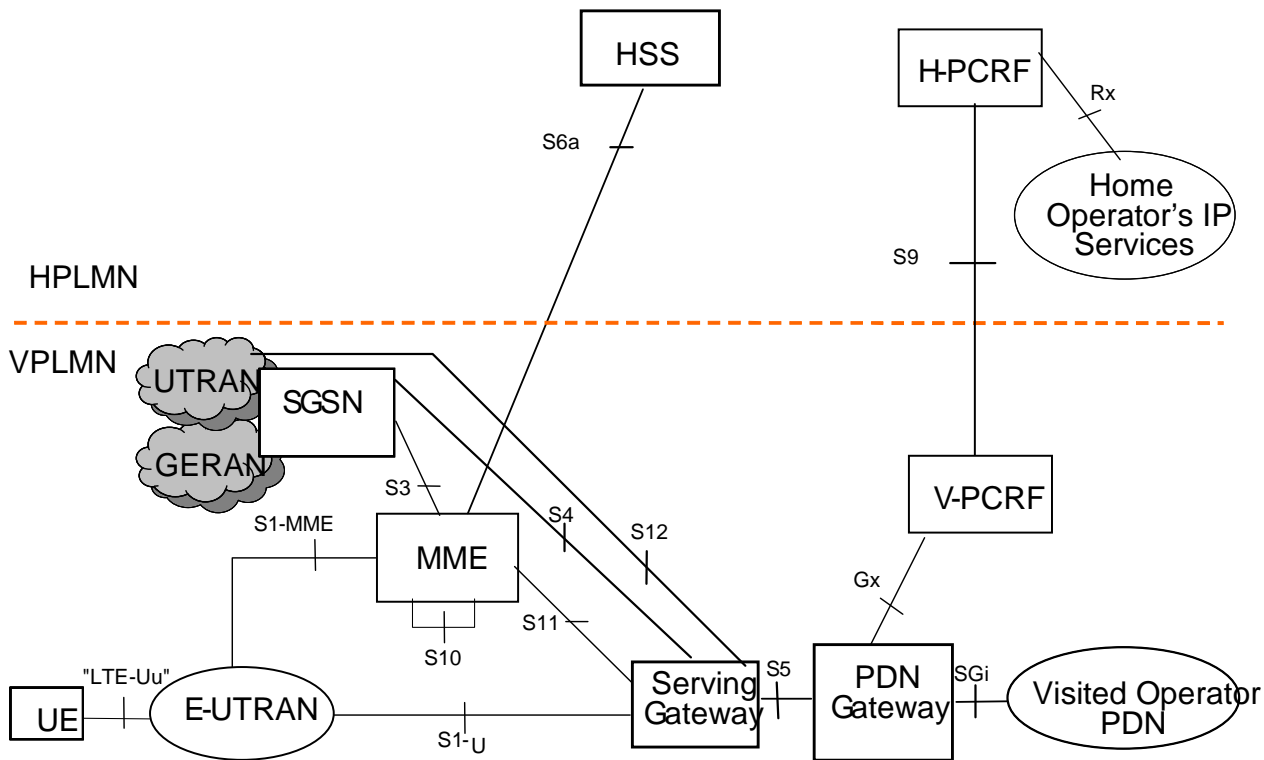 HSS
H-PCRF
Rx
S6a
Home
Operator's IP
Services
S9
HPLMN
VPLMN
UTRAN
SGSN
GERAN
S3
V-PCRF
S1-MME
S4
S12
MME
Gx
S11
S10
"LTE-Uu"
S5
SGi
UE
E-UTRAN
Serving
Gateway
PDN
Gateway
Visited Operator
PDN
S1-U